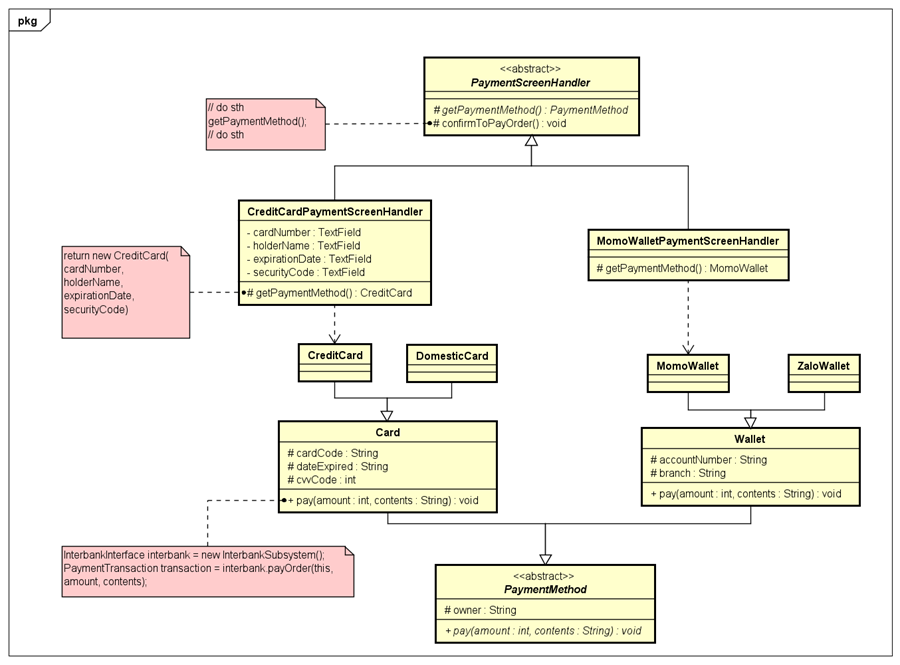 pkg
<<abstract>>
PaymentScreenHandler
# getPaymentMethod() : PaymentMethod
# confirmToPayOrder() : void
// do sth
getPaymentMethod();
// do sth
CreditCardPaymentScreenHandler
- cardNumber : TextField
- holderName : TextField
- expirationDate : TextField
- securityCode : TextField
# getPaymentMethod() : CreditCard
MomoWalletPaymentScreenHandler
# getPaymentMethod() : MomoWallet
return new CreditCard(
cardNumber,
holderName,
expirationDate,
securityCode)
CreditCard
DomesticCard
MomoWallet
ZaloWallet
Card
# cardCode : String
# dateExpired : String
# cvvCode : int
+ pay(amount : int, contents : String) : void
Wallet
# accountNumber : String
# branch : String
+ pay(amount : int, contents : String) : void
InterbankInterface interbank = new InterbankSubsystem();
PaymentTransaction transaction = interbank.payOrder(this,
amount, contents);
<<abstract>>
PaymentMethod
# owner : String
+ pay(amount : int, contents : String) : void